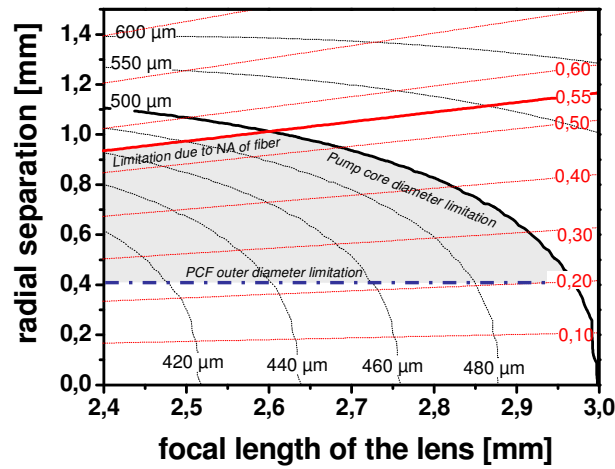 radial separation [mm]
1,4
1,2
1,0
0,8
0,6
0,4
0,2
0,0
600 µm
550 µm
500 µm
0,60
0,55
0,50
0,40
0,30
0,20
0,10
Limitation due to NA of fiber
Pump core diameter limitation
PCF outer diameter limitation
420 µm
440 µm
460 µm
480 µm
2,4
2,5
2,6
2,7
2,8
2,9
3,0
focal length of the lens [mm]